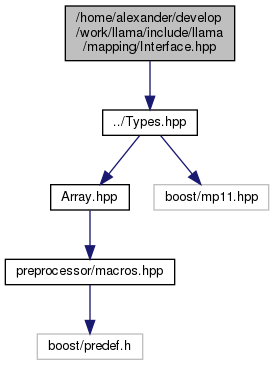 /home/alexander/develop
/work/llama/include/llama
/mapping/Interface.hpp
../Types.hpp
Array.hpp
boost/mp11.hpp
preprocessor/macros.hpp
boost/predef.h